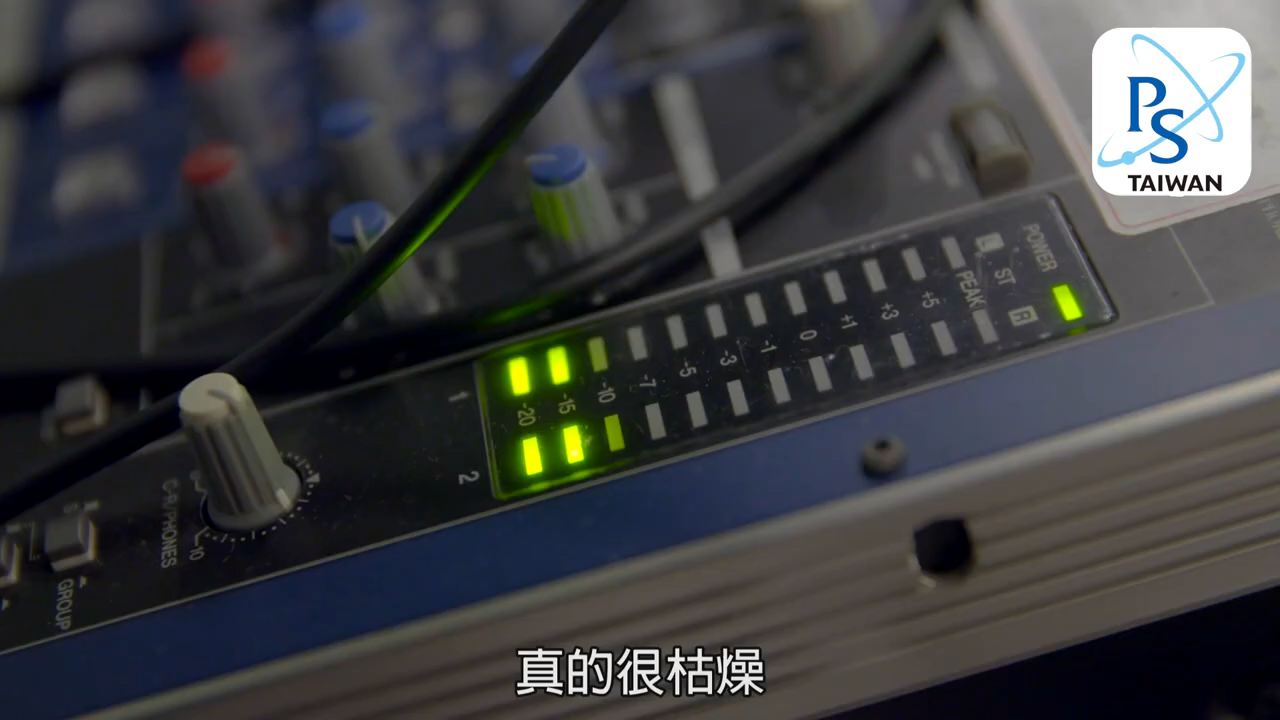 PS
TAIWAN
POWER
L ST R
PEAK
+5
+3
+1
0
-1
-3
-5
-7
-10
-15
-20
1
2
C-R/PHONES
10
GROUP
真的很枯燥